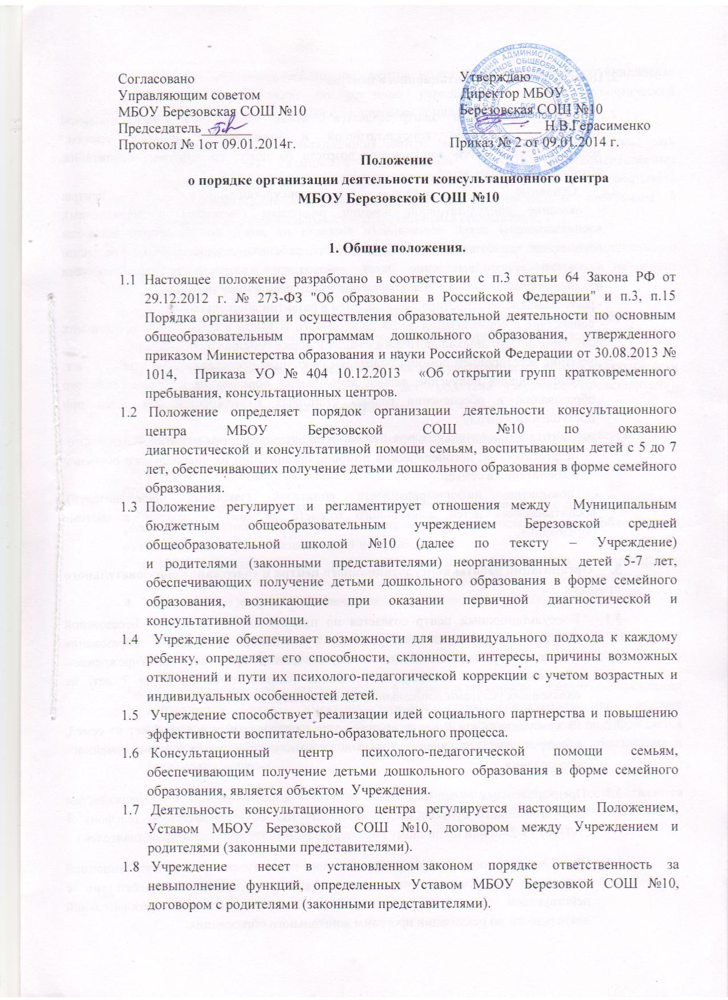 Согласовано
Управляющим советом
МБОУ Березовская СОШ №10
Председатель_______
Протокол № 1от 09.01.2014г.
Утверждаю
Директор МБОУ
Березовская СОШ №10
Н.В.Герасименко
Приказ № 2 от 09.01.2014 г.
Положение
о порядке организации деятельности консультационного центра
МБОУ Березовской СОШ №10
1. Общие положения.
1.1 Настоящее положение разработано в соответствии с п.3 статьи 64 Закона РФ от
29.12.2012 г. № 273-ФЗ "Об образовании в Российской Федерации" и п.3, п.15
Порядка организации и осуществления образовательной деятельности по основным
общеобразовательным программам дошкольного образования, утвержденного
приказом Министерства образования и науки Российской Федерации от 30.08.2013 №
1014, Приказа УО № 404 10.12.2013 «Об открытии групп кратковременного
пребывания, консультационных центров.
1.2 Положение определяет порядок организации деятельности консультационного
центра МБОУ Березовской СОШ №10 по оказанию
диагностической и консультативной помощи семьям, воспитывающим детей с 5 до 7
лет, обеспечивающих получение детьми дошкольного образования в форме семейного
образования.
1.3 Положение регулирует и регламентирует отношения между Муниципальным
бюджетным общеобразовательным учреждением Березовской средней
общеобразовательной школой №10 (далее по тексту – Учреждение)
и родителями (законными представителями) неорганизованных детей 5-7 лет,
обеспечивающих получение детьми дошкольного образования в форме семейного
образования, возникающие при оказании первичной диагностической и
консультативной помощи.
1.4 Учреждение обеспечивает возможности для индивидуального подхода к каждому
ребенку, определяет его способности, склонности, интересы, причины возможных
отклонений и пути их психолого-педагогической коррекции с учетом возрастных и
индивидуальных особенностей детей.
1.5 Учреждение способствует реализации идей социального партнерства и повышению
эффективности воспитательно-образовательного процесса.
1.6 Консультационный центр психолого-педагогической помощи семьям,
обеспечивающим получение детьми дошкольного образования в форме семейного
образования, является объектом Учреждения.
1.7 Деятельность консультационного центра регулируется настоящим Положением,
Уставом МБОУ Березовской СОШ №10, договором между Учреждением и
родителями (законными представителями).
1.8 Учреждение несет в установленном законом порядке ответственность за
невыполнение функций, определенных Уставом МБОУ Березовкой СОШ №10,
договором с родителями (законными представителями).